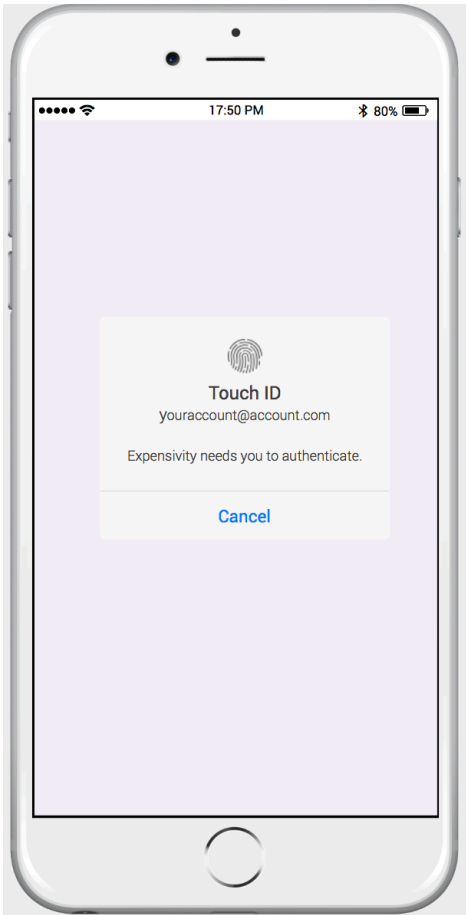 17:50 PM 80%
Touch ID
youraccount@account.com
Expensivity needs you to authenticate.
Cancel